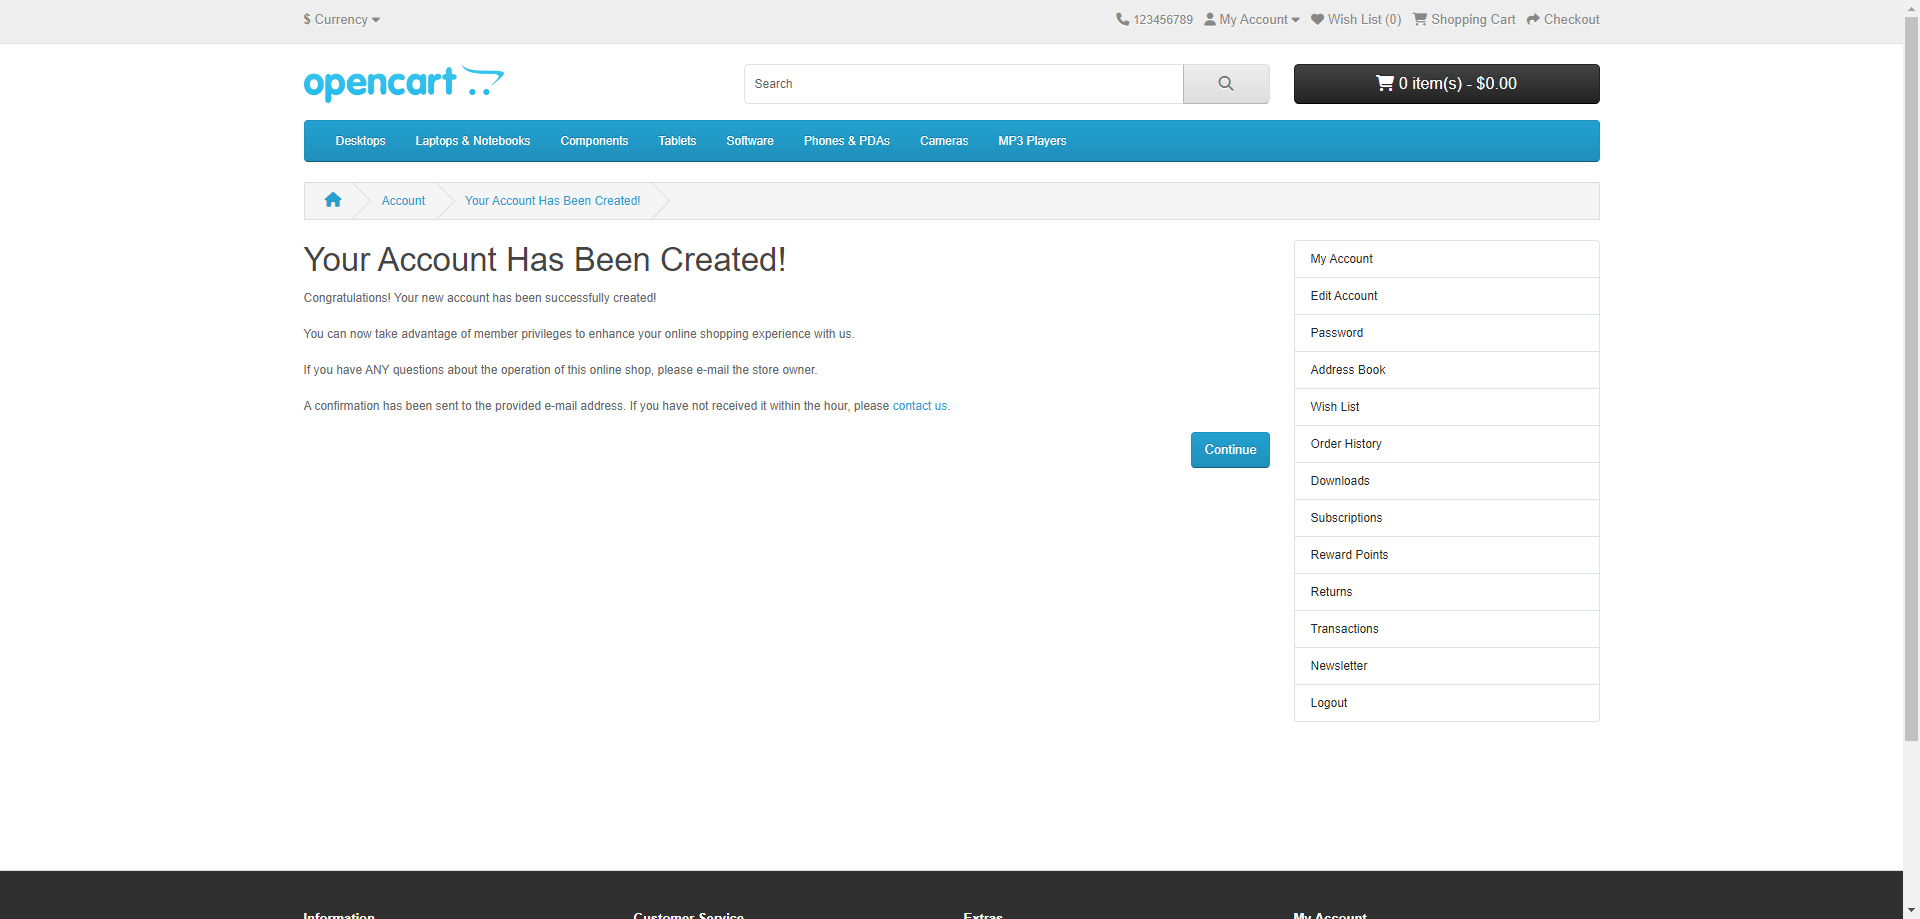 $ Currency
123456789 My Account Wish List (0) Shopping Cart Checkout
opencart
Search
0 item(s) - $0.00
Desktops Laptops & Notebooks Components Tablets Software Phones & PDAs Cameras MP3 Players
Account Your Account Has Been Created!
Your Account Has Been Created!
Congratulations! Your new account has been successfully created!
You can now take advantage of member privileges to enhance your online shopping experience with us.
If you have ANY questions about the operation of this online shop, please e-mail the store owner.
A confirmation has been sent to the provided e-mail address. If you have not received it within the hour, please contact us.
Continue
My Account
Edit Account
Password
Address Book
Wish List
Order History
Downloads
Subscriptions
Reward Points
Returns
Transactions
Newsletter
Logout
Information Customer Service Extras My Account